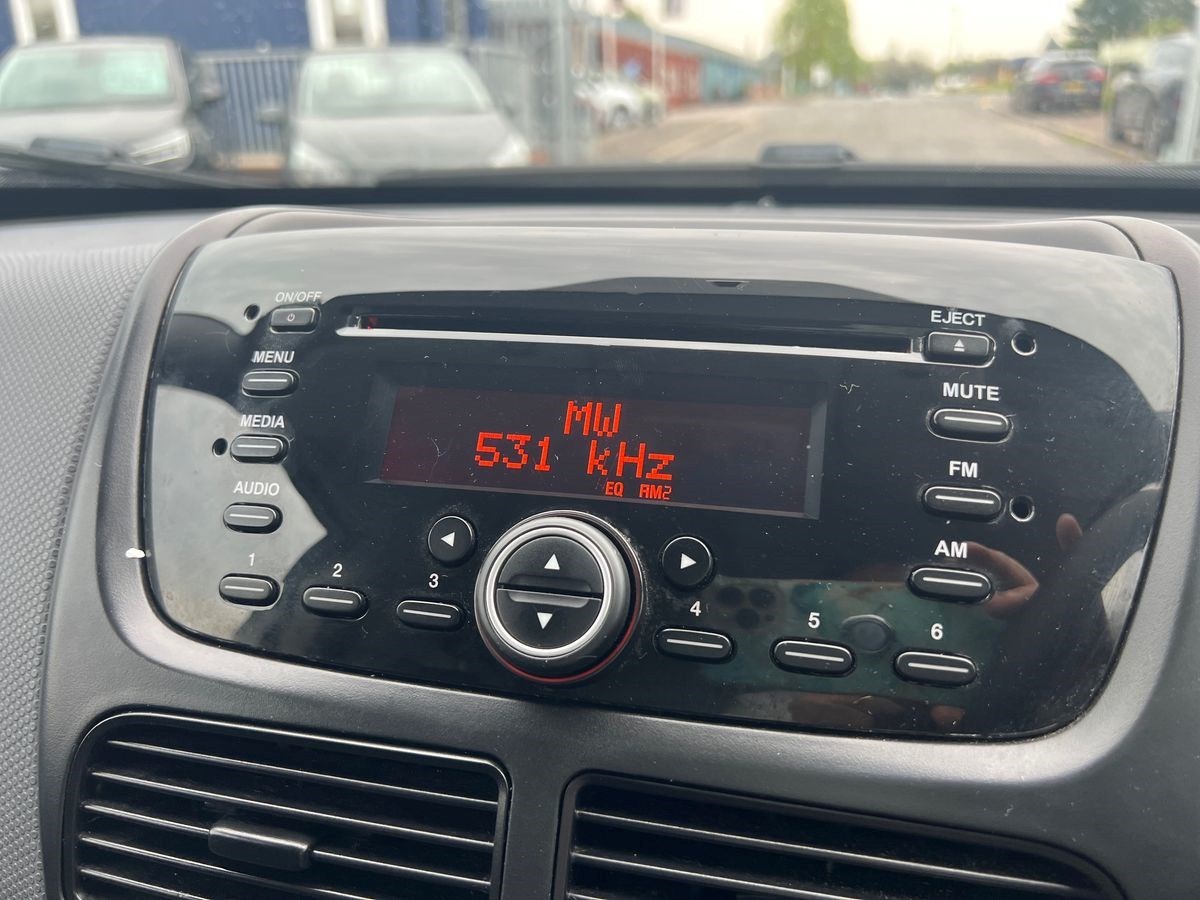 ON/OFF
EJECT
MENU
MUTE
MEDIA
MW
531 kHz
EQ AM2
FM
AUDIO
AM
1
2
3
4
5
6